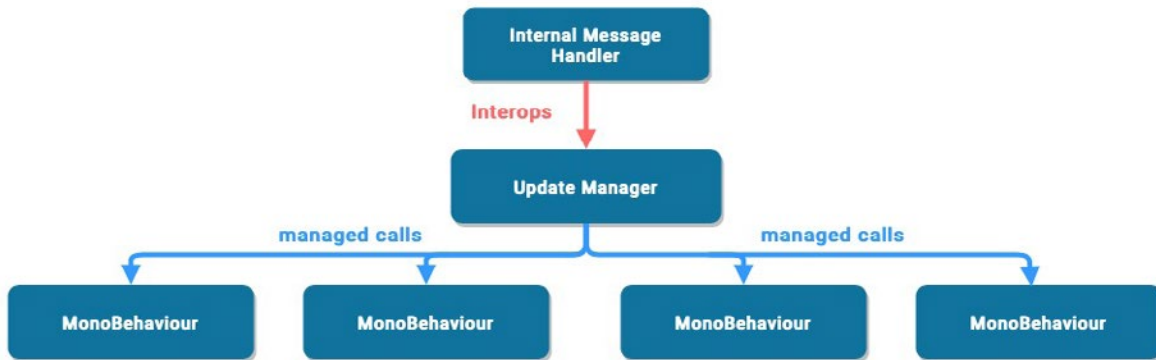 Internal Message
Handler
Interops
Update Manager
managed calls
managed calls
MonoBehaviour
MonoBehaviour
MonoBehaviour
MonoBehaviour